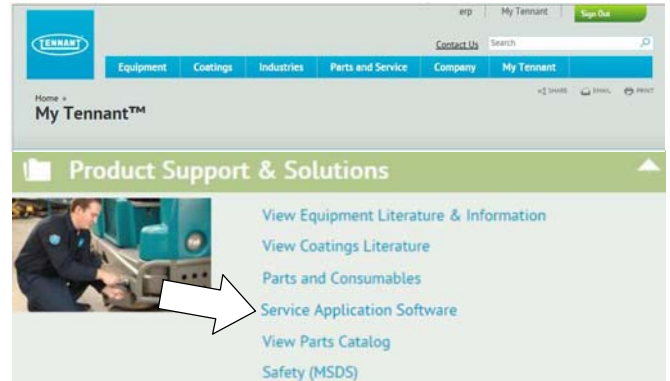 erp | My Tennant | Sign Out
TENNANT
Contact Us Search
Equipment Coatings Industries Parts and Service Company My Tennant
SHARE EMAIL PRINT
Home »
My Tennant™
Product Support & Solutions
View Equipment Literature & Information
View Coatings Literature
Parts and Consumables
Service Application Software
View Parts Catalog
Safety (MSDS)